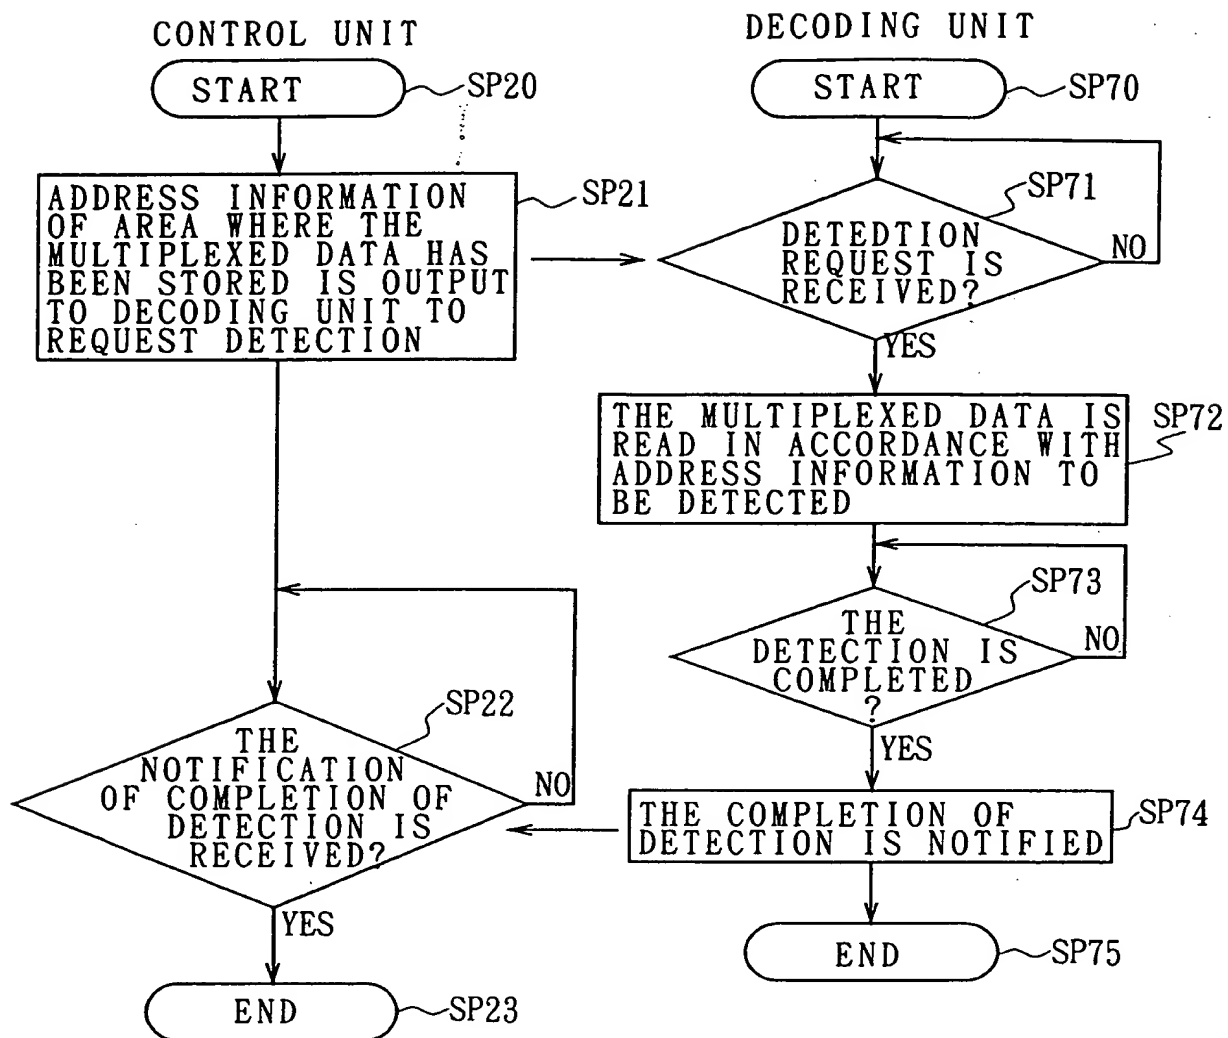 CONTROL UNIT
START
SP20
ADDRESS INFORMATION
OF AREA WHERE THE
MULTIPLEXED DATA HAS
BEEN STORED IS OUTPUT
TO DECODING UNIT TO
REQUEST DETECTION
SP21
THE
NOTIFICATION
OF COMPLETION OF
DETECTION IS
RECEIVED?
SP22
NO
YES
END
SP23
DECODING UNIT
START
SP70
DETEDTION
REQUEST IS
RECEIVED?
SP71
NO
YES
THE MULTIPLEXED DATA IS
READ IN ACCORDANCE WITH
ADDRESS INFORMATION TO
BE DETECTED
SP72
THE
DETECTION IS
COMPLETED
?
SP73
NO
YES
THE COMPLETION OF
DETECTION IS NOTIFIED
SP74
END
SP75